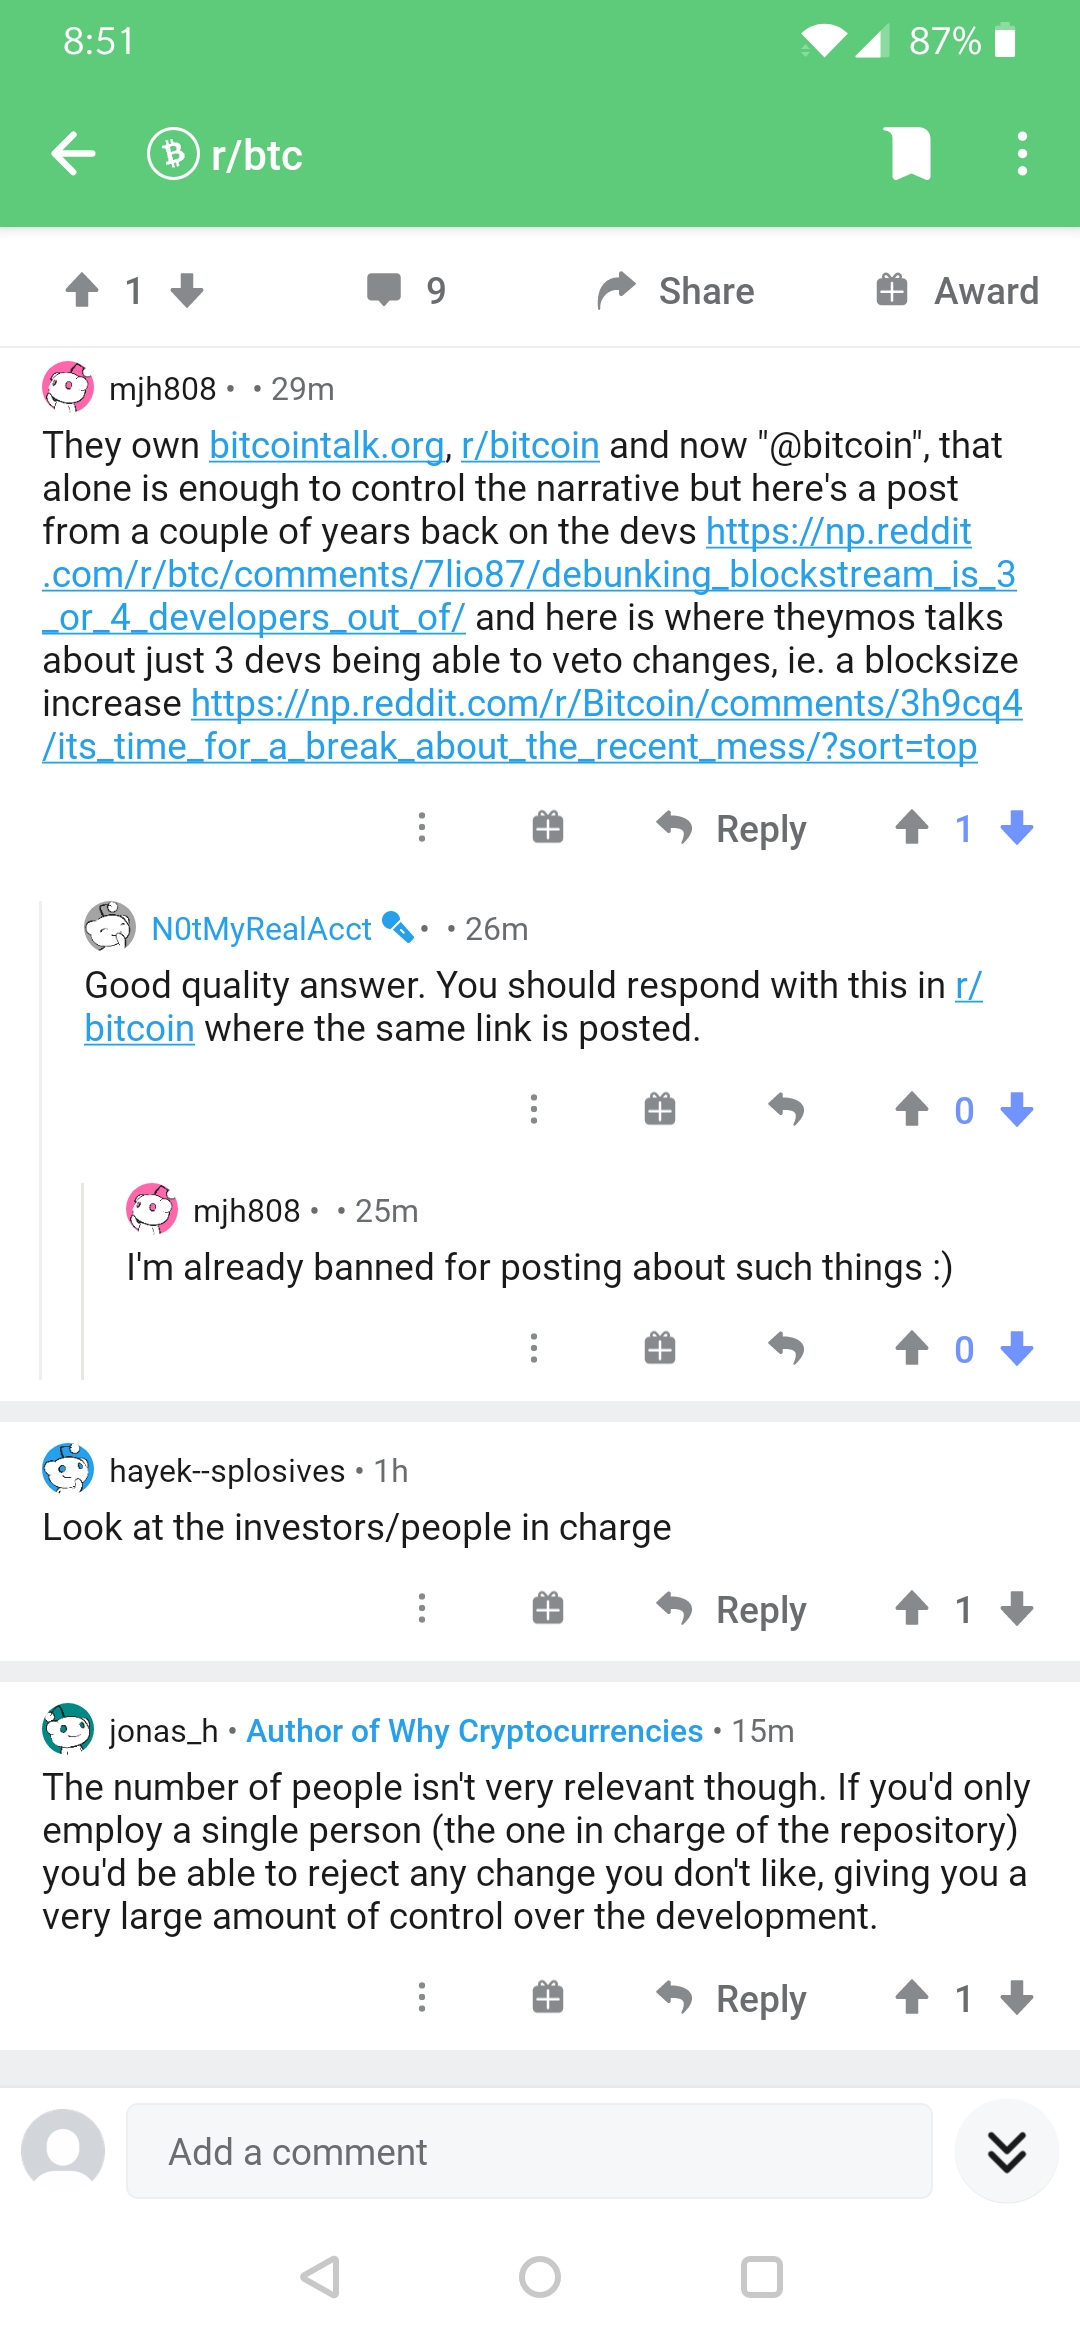 8:51
87%
r/btc
1
9
Share
Award
mjh808 • • 29m
They own bitcointalk.org, r/bitcoin and now "@bitcoin", that
alone is enough to control the narrative but here's a post
from a couple of years back on the devs https://np.reddit
.com/r/btc/comments/7lio87/debunking_blockstream_is_3
_or_4_developers_out_of/ and here is where theymos talks
about just 3 devs being able to veto changes, ie. a blocksize
increase https://np.reddit.com/r/Bitcoin/comments/3h9cq4
/its_time_for_a_break_about_the_recent_mess/?sort=top
Reply 1
N0tMyRealAcct • • 26m
Good quality answer. You should respond with this in r/
bitcoin where the same link is posted.
0
mjh808 • • 25m
I'm already banned for posting about such things :)
0
hayek--splosives • 1h
Look at the investors/people in charge
Reply 1
jonas_h • Author of Why Cryptocurrencies • 15m
The number of people isn't very relevant though. If you'd only
employ a single person (the one in charge of the repository)
you'd be able to reject any change you don't like, giving you a
very large amount of control over the development.
Reply 1
Add a comment